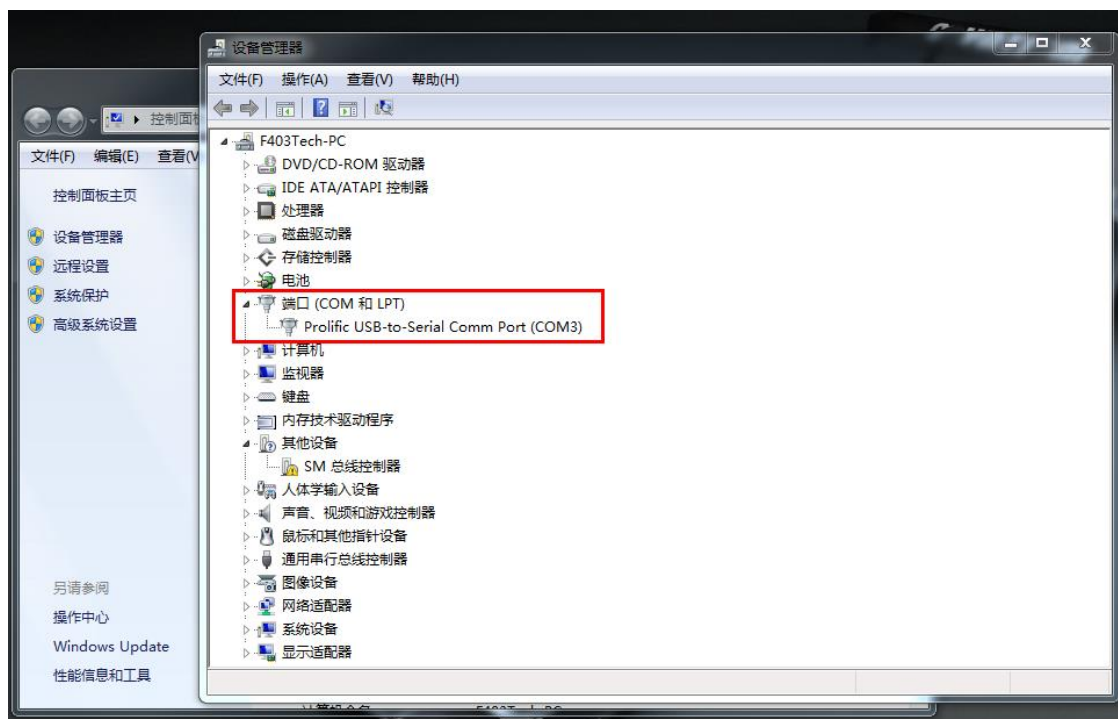 设备管理器
文件(F) 操作(A) 查看(V) 帮助(H)
F403Tech-PC
DVD/CD-ROM 驱动器
IDE ATA/ATAPI 控制器
处理器
磁盘驱动器
存储控制器
电池
端口 (COM 和 LPT)
Prolific USB-to-Serial Comm Port (COM3)
计算机
监视器
键盘
内存技术驱动程序
其他设备
SM 总线控制器
人体学输入设备
声音、视频和游戏控制器
鼠标和其他指针设备
通用串行总线控制器
图像设备
网络适配器
系统设备
显示适配器
控制面
文件(F) 编辑(E) 查看(V
控制面板主页
设备管理器
远程设置
系统保护
高级系统设置
另请参阅
操作中心
Windows Update
性能信息和工具